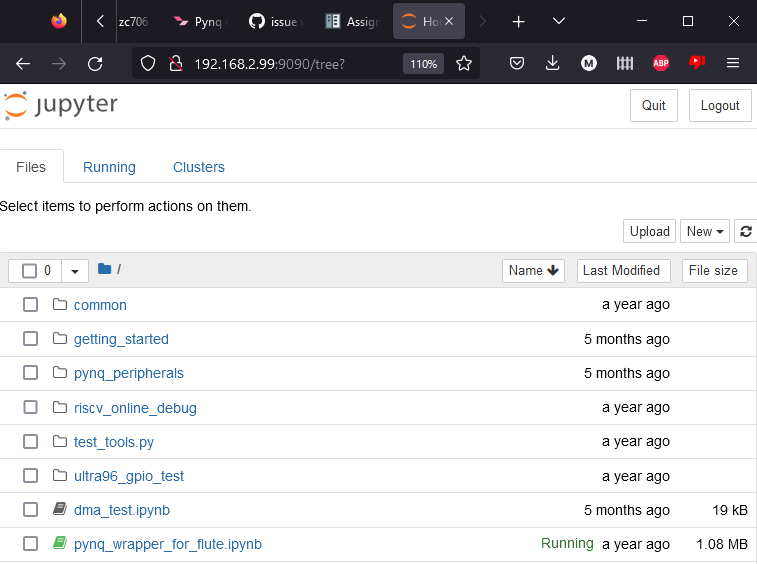 zc706 Pynq issue Assign Ho
192.168.2.99:9090/tree? 110% M ABP
jupyter Quit Logout
Files Running Clusters
Select items to perform actions on them.
Upload New
0 / Name Last Modified File size
common a year ago
getting_started 5 months ago
pynq_peripherals 5 months ago
riscv_online_debug a year ago
test_tools.py a year ago
ultra96_gpio_test a year ago
dma_test.ipynb 5 months ago 19 kB
pynq_wrapper_for_flute.ipynb Running a year ago 1.08 MB